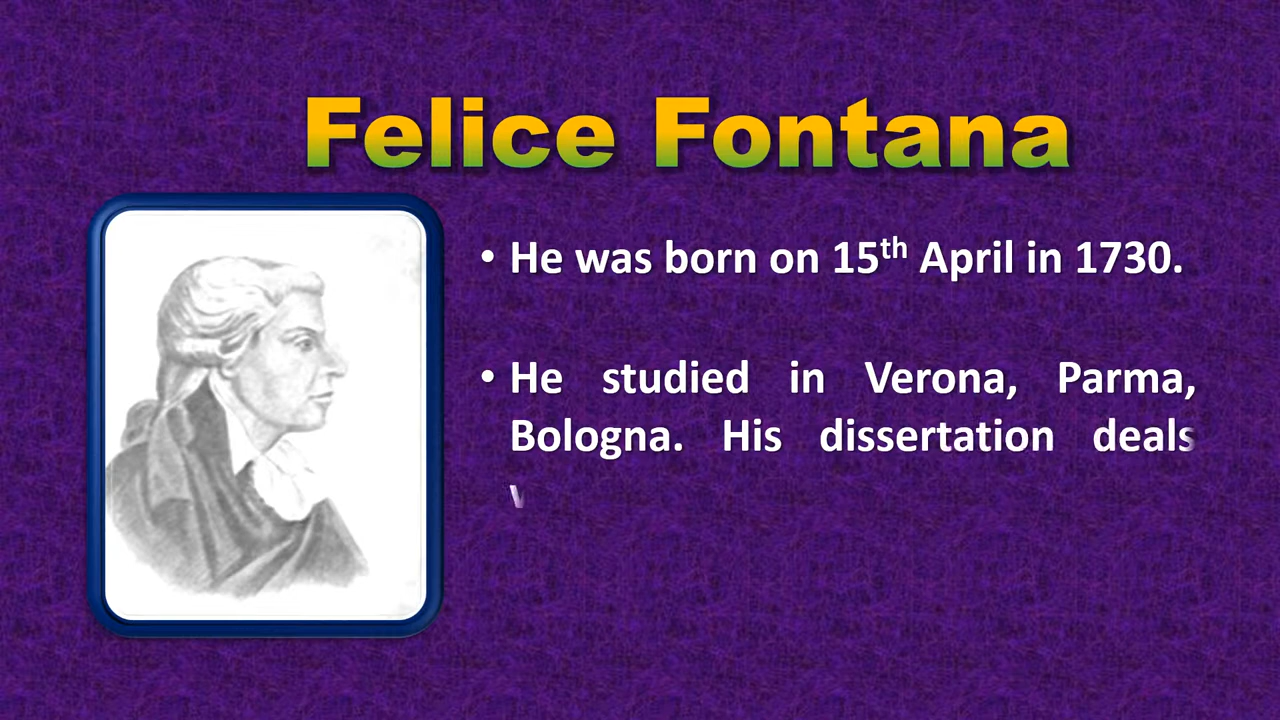 Felice Fontana
• He was born on 15th April in 1730.
• He studied in Verona, Parma,
Bologna. His dissertation deals